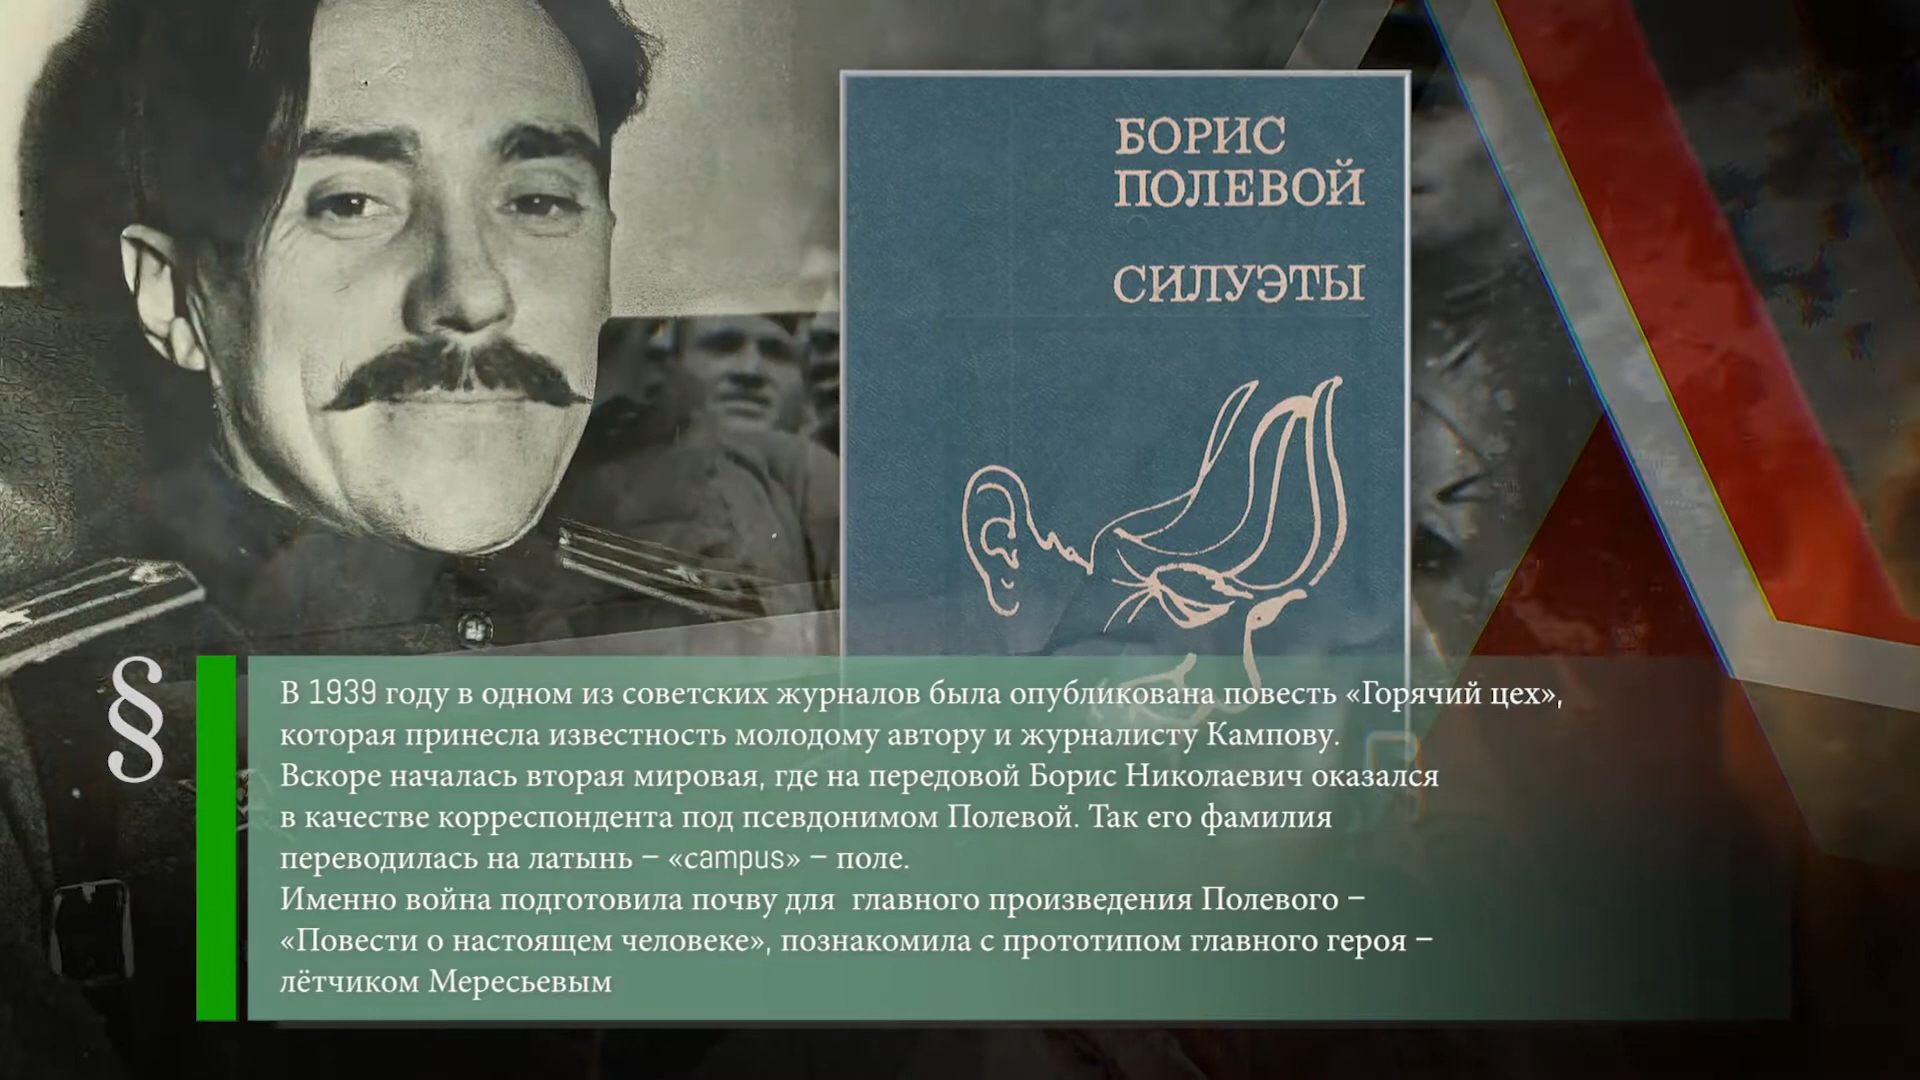 БОРИС
ПОЛЕВОЙ
СИЛУЭТЫ
§
В 1939 году в одном из советских журналов была опубликована повесть «Горячий цех»,
которая принесла известность молодому автору и журналисту Кампову.
Вскоре началась вторая мировая, где на передовой Борис Николаевич оказался
в качестве корреспондента под псевдонимом Полевой. Так его фамилия
переводилась на латынь – «campus» – поле.
Именно война подготовила почву для  главного произведения Полевого –
«Повести о настоящем человеке», познакомила с прототипом главного героя –
лётчиком Мересьевым